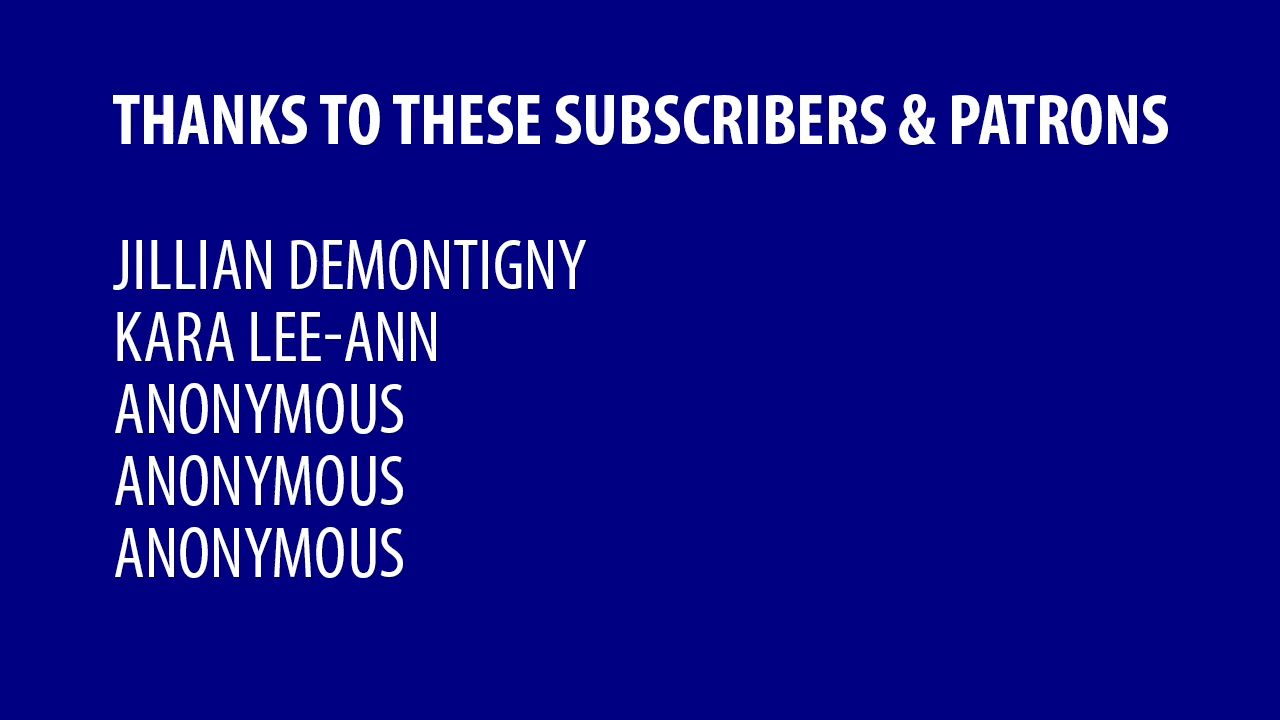 THANKS TO THESE SUBSCRIBERS & PATRONS
JILLIAN DEMONTIGNY
KARA LEE-ANN
ANONYMOUS
ANONYMOUS
ANONYMOUS